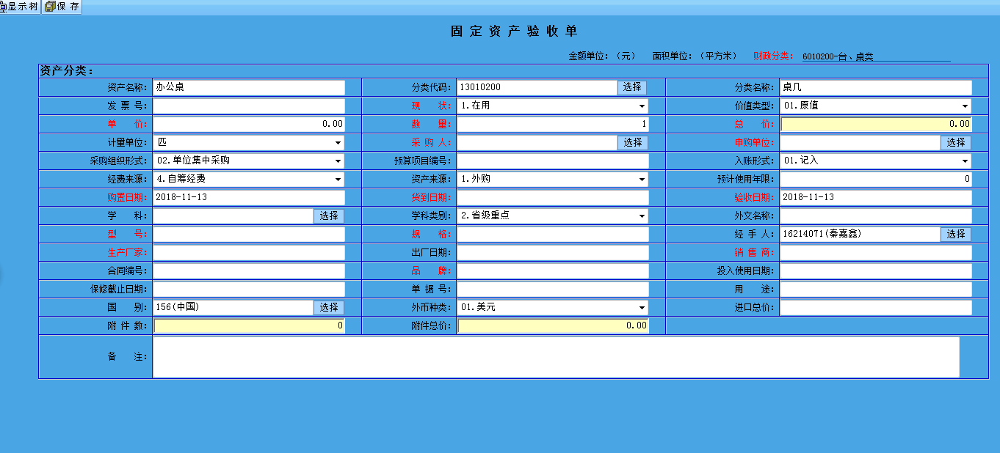 显示树 保 存
固 定 资 产 验 收 单
金额单位：（元） 面积单位：（平方米） 财政分类： 6010200-台、桌类
资产分类：
资产名称： 办公桌 分类代码： 13010200 选择 分类名称： 桌几
发 票 号： 现 状： 1.在用 价值类型： 01.原值
单 价： 0.00 数 量： 1 总 价： 0.00
计量单位： 匹 采 购 人： 选择 申购单位： 选择
采购组织形式： 02.单位集中采购 预算项目编号： 入账形式： 01.记入
经费来源： 4.自筹经费 资产来源： 1.外购 预计使用年限： 0
购置日期： 2018-11-13 货到日期： 验收日期： 2018-11-13
学 科： 选择 学科类别： 2.省级重点 外文名称：
型 号： 规 格： 经 手 人： 16214071(秦嘉鑫) 选择
生产厂家： 出厂日期： 销 售 商：
合同编号： 品 牌： 投入使用日期：
保修截止日期： 单 据 号： 用 途：
国 别： 156(中国) 选择 外币种类： 01.美元 进口总价：
附 件 数： 0 附件总价： 0.00
备 注：